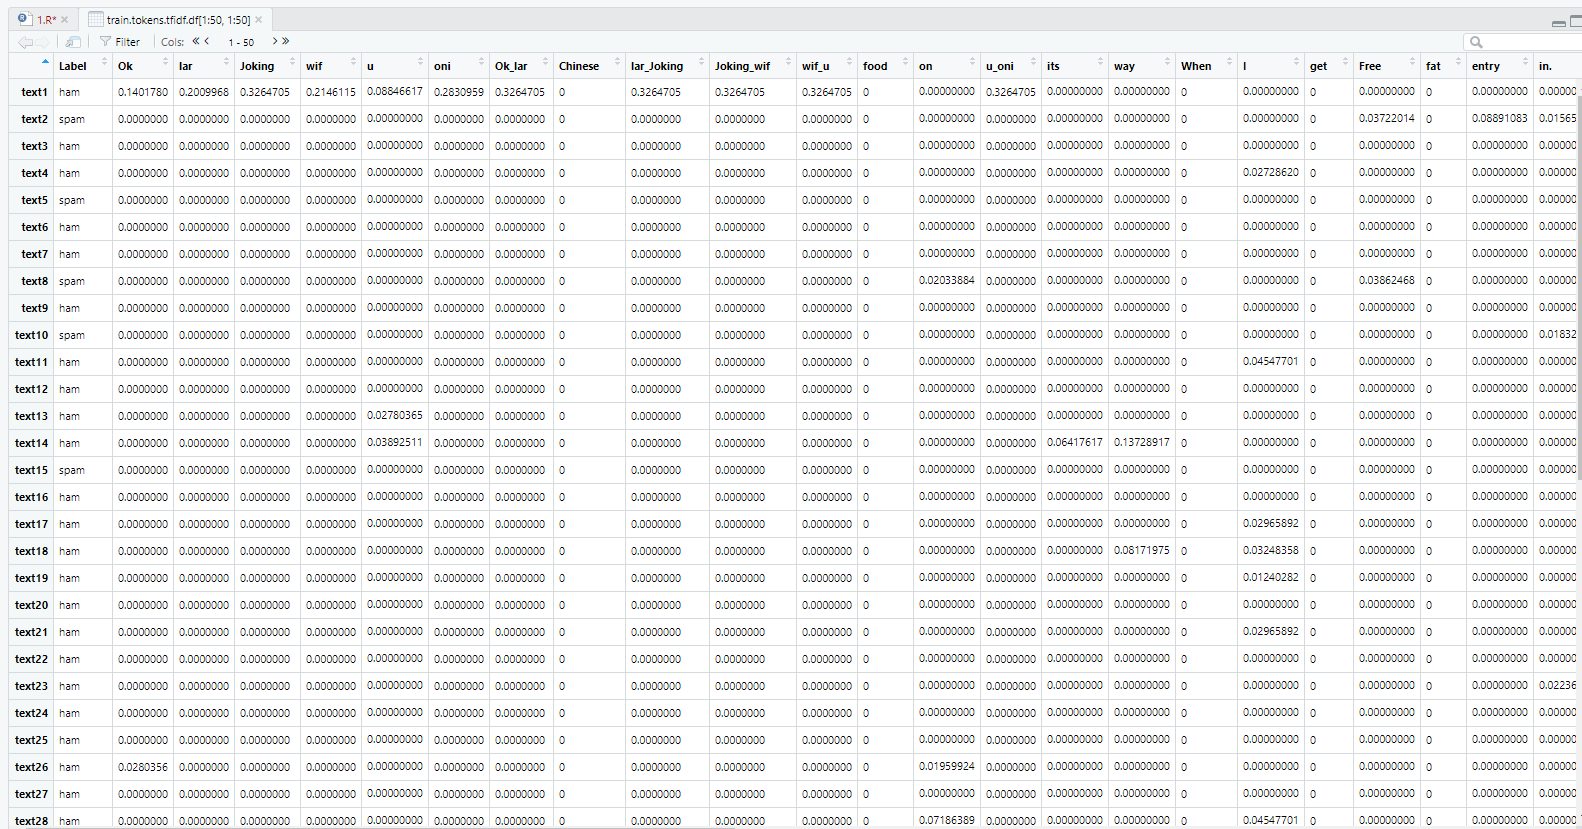 1.R* × train.tokens.tfidf.df[1:50, 1:50] ×
Filter Cols: « < 1 - 50 > »
Label Ok lar Joking wif u oni Ok_lar Chinese lar_Joking Joking_wif wif_u food on u_oni its way When I get Free fat entry in.
text1 ham 0.1401780 0.2009968 0.3264705 0.2146115 0.08846617 0.2830959 0.3264705 0 0.3264705 0.3264705 0.3264705 0 0.00000000 0.3264705 0.00000000 0.00000000 0 0.00000000 0 0.00000000 0 0.00000000 0.00000
text2 spam 0.0000000 0.0000000 0.0000000 0.0000000 0.00000000 0.0000000 0.0000000 0 0.0000000 0.0000000 0.0000000 0 0.00000000 0.0000000 0.00000000 0.00000000 0 0.00000000 0 0.03722014 0 0.08891083 0.01565
text3 ham 0.0000000 0.0000000 0.0000000 0.0000000 0.00000000 0.0000000 0.0000000 0 0.0000000 0.0000000 0.0000000 0 0.00000000 0.0000000 0.00000000 0.00000000 0 0.00000000 0 0.00000000 0 0.00000000 0.00000
text4 ham 0.0000000 0.0000000 0.0000000 0.0000000 0.00000000 0.0000000 0.0000000 0 0.0000000 0.0000000 0.0000000 0 0.00000000 0.0000000 0.00000000 0.00000000 0 0.02728620 0 0.00000000 0 0.00000000 0.00000
text5 spam 0.0000000 0.0000000 0.0000000 0.0000000 0.00000000 0.0000000 0.0000000 0 0.0000000 0.0000000 0.0000000 0 0.00000000 0.0000000 0.00000000 0.00000000 0 0.00000000 0 0.00000000 0 0.00000000 0.00000
text6 ham 0.0000000 0.0000000 0.0000000 0.0000000 0.00000000 0.0000000 0.0000000 0 0.0000000 0.0000000 0.0000000 0 0.00000000 0.0000000 0.00000000 0.00000000 0 0.00000000 0 0.00000000 0 0.00000000 0.00000
text7 ham 0.0000000 0.0000000 0.0000000 0.0000000 0.00000000 0.0000000 0.0000000 0 0.0000000 0.0000000 0.0000000 0 0.00000000 0.0000000 0.00000000 0.00000000 0 0.00000000 0 0.00000000 0 0.00000000 0.00000
text8 spam 0.0000000 0.0000000 0.0000000 0.0000000 0.00000000 0.0000000 0.0000000 0 0.0000000 0.0000000 0.0000000 0 0.02033884 0.0000000 0.00000000 0.00000000 0 0.00000000 0 0.03862468 0 0.00000000 0.00000
text9 ham 0.0000000 0.0000000 0.0000000 0.0000000 0.00000000 0.0000000 0.0000000 0 0.0000000 0.0000000 0.0000000 0 0.00000000 0.0000000 0.00000000 0.00000000 0 0.00000000 0 0.00000000 0 0.00000000 0.00000
text10 spam 0.0000000 0.0000000 0.0000000 0.0000000 0.00000000 0.0000000 0.0000000 0 0.0000000 0.0000000 0.0000000 0 0.00000000 0.0000000 0.00000000 0.00000000 0 0.00000000 0 0.00000000 0 0.00000000 0.01832
text11 ham 0.0000000 0.0000000 0.0000000 0.0000000 0.00000000 0.0000000 0.0000000 0 0.0000000 0.0000000 0.0000000 0 0.00000000 0.0000000 0.00000000 0.00000000 0 0.04547701 0 0.00000000 0 0.00000000 0.00000
text12 ham 0.0000000 0.0000000 0.0000000 0.0000000 0.00000000 0.0000000 0.0000000 0 0.0000000 0.0000000 0.0000000 0 0.00000000 0.0000000 0.00000000 0.00000000 0 0.00000000 0 0.00000000 0 0.00000000 0.00000
text13 ham 0.0000000 0.0000000 0.0000000 0.0000000 0.02780365 0.0000000 0.0000000 0 0.0000000 0.0000000 0.0000000 0 0.00000000 0.0000000 0.00000000 0.00000000 0 0.00000000 0 0.00000000 0 0.00000000 0.00000
text14 ham 0.0000000 0.0000000 0.0000000 0.0000000 0.03892511 0.0000000 0.0000000 0 0.0000000 0.0000000 0.0000000 0 0.00000000 0.0000000 0.06417617 0.13728917 0 0.00000000 0 0.00000000 0 0.00000000 0.00000
text15 spam 0.0000000 0.0000000 0.0000000 0.0000000 0.00000000 0.0000000 0.0000000 0 0.0000000 0.0000000 0.0000000 0 0.00000000 0.0000000 0.00000000 0.00000000 0 0.00000000 0 0.00000000 0 0.00000000 0.00000
text16 ham 0.0000000 0.0000000 0.0000000 0.0000000 0.00000000 0.0000000 0.0000000 0 0.0000000 0.0000000 0.0000000 0 0.00000000 0.0000000 0.00000000 0.00000000 0 0.00000000 0 0.00000000 0 0.00000000 0.00000
text17 ham 0.0000000 0.0000000 0.0000000 0.0000000 0.00000000 0.0000000 0.0000000 0 0.0000000 0.0000000 0.0000000 0 0.00000000 0.0000000 0.00000000 0.00000000 0 0.02965892 0 0.00000000 0 0.00000000 0.00000
text18 ham 0.0000000 0.0000000 0.0000000 0.0000000 0.00000000 0.0000000 0.0000000 0 0.0000000 0.0000000 0.0000000 0 0.00000000 0.0000000 0.00000000 0.08171975 0 0.03248358 0 0.00000000 0 0.00000000 0.00000
text19 ham 0.0000000 0.0000000 0.0000000 0.0000000 0.00000000 0.0000000 0.0000000 0 0.0000000 0.0000000 0.0000000 0 0.00000000 0.0000000 0.00000000 0.00000000 0 0.01240282 0 0.00000000 0 0.00000000 0.00000
text20 ham 0.0000000 0.0000000 0.0000000 0.0000000 0.00000000 0.0000000 0.0000000 0 0.0000000 0.0000000 0.0000000 0 0.00000000 0.0000000 0.00000000 0.00000000 0 0.00000000 0 0.00000000 0 0.00000000 0.00000
text21 ham 0.0000000 0.0000000 0.0000000 0.0000000 0.00000000 0.0000000 0.0000000 0 0.0000000 0.0000000 0.0000000 0 0.00000000 0.0000000 0.00000000 0.00000000 0 0.02965892 0 0.00000000 0 0.00000000 0.00000
text22 ham 0.0000000 0.0000000 0.0000000 0.0000000 0.00000000 0.0000000 0.0000000 0 0.0000000 0.0000000 0.0000000 0 0.00000000 0.0000000 0.00000000 0.00000000 0 0.00000000 0 0.00000000 0 0.00000000 0.00000
text23 ham 0.0000000 0.0000000 0.0000000 0.0000000 0.00000000 0.0000000 0.0000000 0 0.0000000 0.0000000 0.0000000 0 0.00000000 0.0000000 0.00000000 0.00000000 0 0.00000000 0 0.00000000 0 0.00000000 0.02236
text24 ham 0.0000000 0.0000000 0.0000000 0.0000000 0.00000000 0.0000000 0.0000000 0 0.0000000 0.0000000 0.0000000 0 0.00000000 0.0000000 0.00000000 0.00000000 0 0.00000000 0 0.00000000 0 0.00000000 0.00000
text25 ham 0.0000000 0.0000000 0.0000000 0.0000000 0.00000000 0.0000000 0.0000000 0 0.0000000 0.0000000 0.0000000 0 0.00000000 0.0000000 0.00000000 0.00000000 0 0.00000000 0 0.00000000 0 0.00000000 0.00000
text26 ham 0.0280356 0.0000000 0.0000000 0.0000000 0.00000000 0.0000000 0.0000000 0 0.0000000 0.0000000 0.0000000 0 0.01959924 0.0000000 0.00000000 0.00000000 0 0.00000000 0 0.00000000 0 0.00000000 0.00000
text27 ham 0.0000000 0.0000000 0.0000000 0.0000000 0.00000000 0.0000000 0.0000000 0 0.0000000 0.0000000 0.0000000 0 0.00000000 0.0000000 0.00000000 0.00000000 0 0.00000000 0 0.00000000 0 0.00000000 0.00000
text28 ham 0.0000000 0.0000000 0.0000000 0.0000000 0.00000000 0.0000000 0.0000000 0 0.0000000 0.0000000 0.0000000 0 0.07186389 0.0000000 0.00000000 0.00000000 0 0.04547701 0 0.00000000 0 0.00000000 0.00000